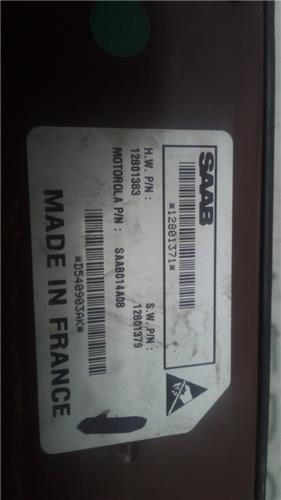 SAAB
*12801371*
H.W. P/N: S.W. P/N:
12801383 12801379
MOTOROLA P/N: SAAB014A08
*D540903AK*
MADE IN FRANCE